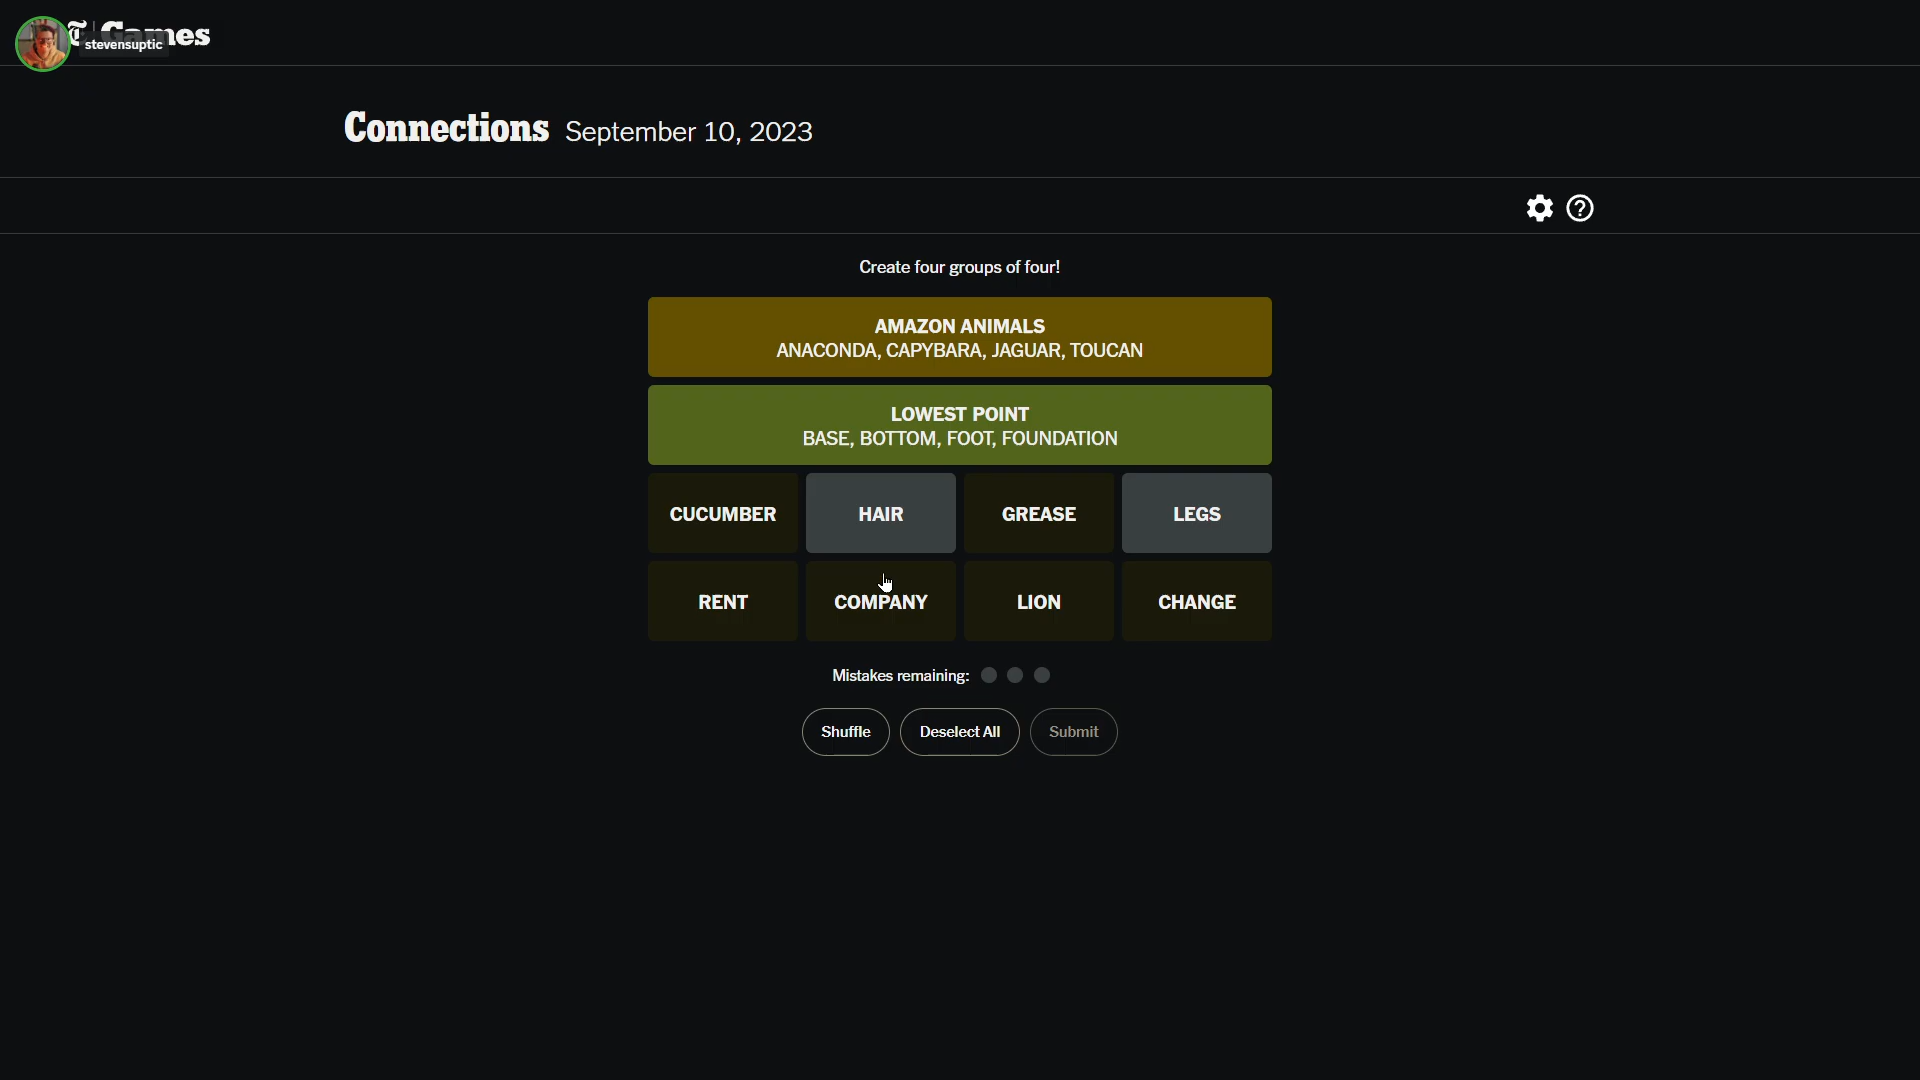 Games
stevensuptic
Connections September 10, 2023
Create four groups of four!
AMAZON ANIMALS
ANACONDA, CAPYBARA, JAGUAR, TOUCAN
LOWEST POINT
BASE, BOTTOM, FOOT, FOUNDATION
CUCUMBER HAIR GREASE LEGS
RENT COMPANY LION CHANGE
Mistakes remaining:
Shuffle Deselect All Submit